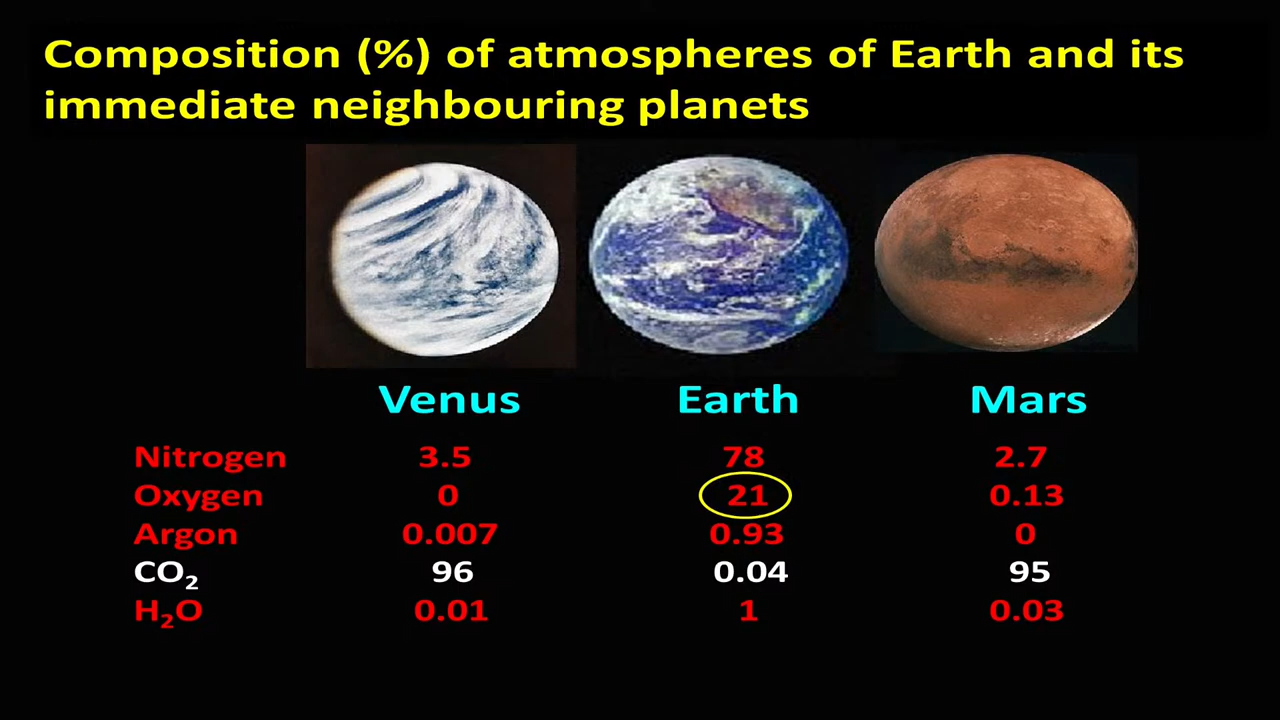 Composition (%) of atmospheres of Earth and its
immediate neighbouring planets
Venus Earth Mars
Nitrogen 3.5 78 2.7
Oxygen 0 21 0.13
Argon 0.007 0.93 0
CO₂ 96 0.04 95
H₂O 0.01 1 0.03